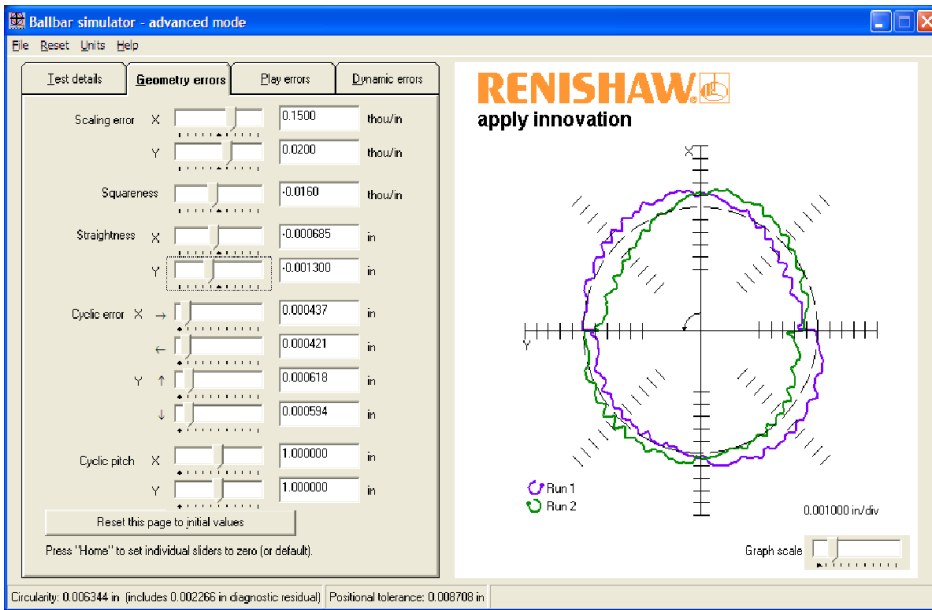 Ballbar simulator - advanced mode
File Reset Units Help
Test details Geometry errors Play errors Dynamic errors
Scaling error X 0.1500 thou/in
Y 0.0200 thou/in
Squareness -0.0160 thou/in
Straightness X -0.000685 in
Y -0.001300 in
Cyclic error X → 0.000437 in
← 0.000421 in
Y ↑ 0.000618 in
↓ 0.000594 in
Cyclic pitch X 1.000000 in
Y 1.000000 in
Reset this page to initial values
Press "Home" to set individual sliders to zero (or default).
RENISHAW
apply innovation
X
Y
Run 1
Run 2
0.001000 in/div
Graph scale
Circularity: 0.006344 in (includes 0.002266 in diagnostic residual) Positional tolerance: 0.008708 in